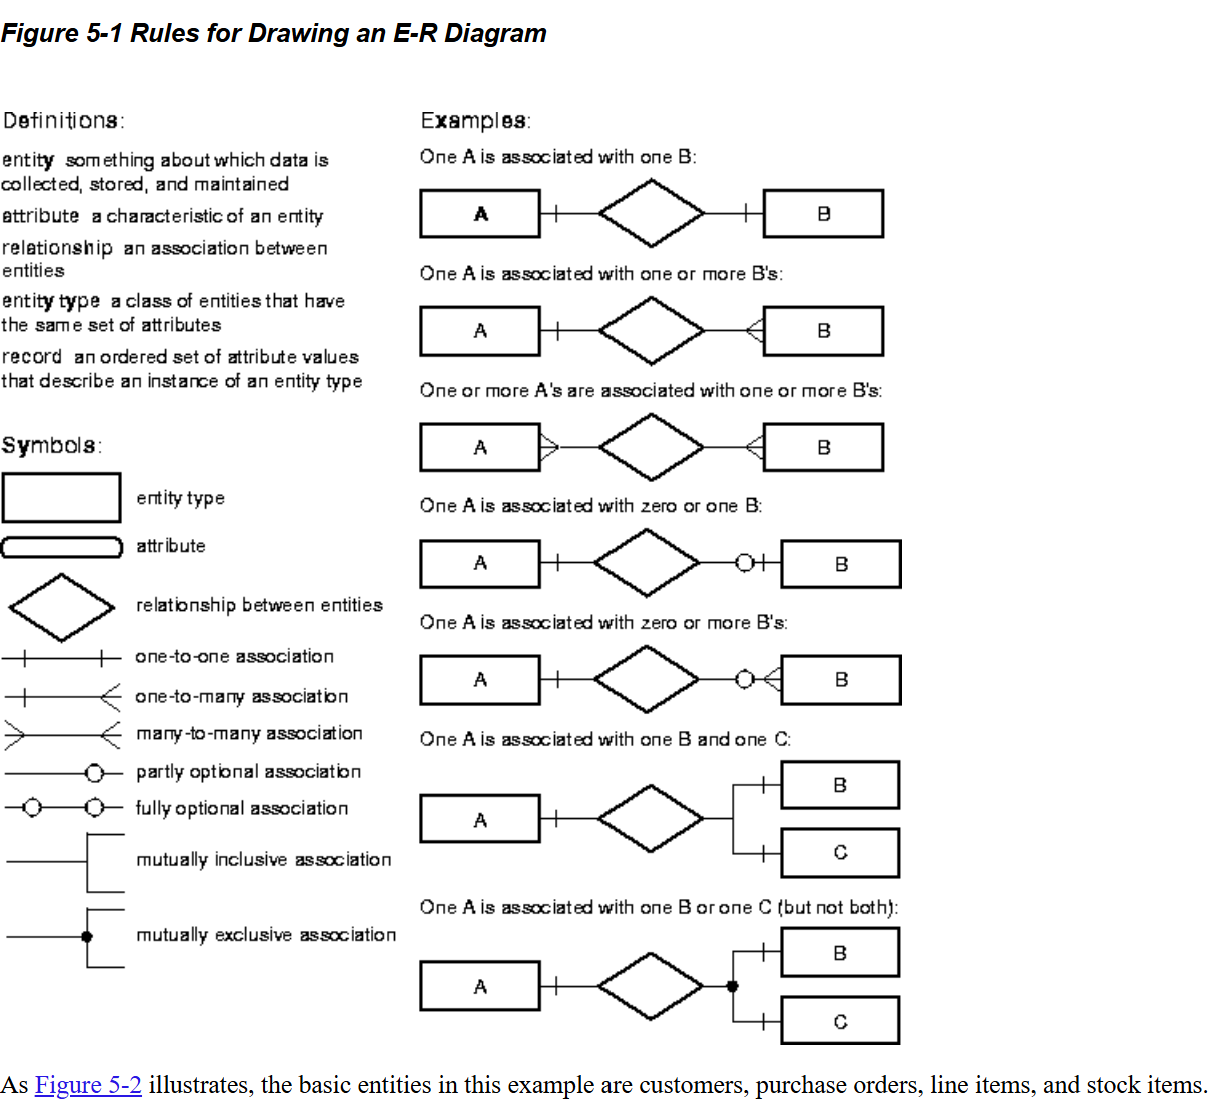 Figure 5-1 Rules for Drawing an E-R Diagram
Definitions:
entity something about which data is
collected, stored, and maintained
attribute a characteristic of an entity
relationship an association between
entities
entity type a class of entities that have
the same set of attributes
record an ordered set of attribute values
that describe an instance of an entity type
Symbols:
entity type
attribute
relationship between entities
one-to-one association
one-to-many association
many-to-many association
partly optional association
fully optional association
mutually inclusive association
mutually exclusive association
Examples:
One A is associated with one B:
A B
One A is associated with one or more B's:
A B
One or more A's are associated with one or more B's:
A B
One A is associated with zero or one B:
A B
One A is associated with zero or more B's:
A B
One A is associated with one B and one C:
B
A
C
One A is associated with one B or one C (but not both):
B
A
C
As Figure 5-2 illustrates, the basic entities in this example are customers, purchase orders, line items, and stock items.